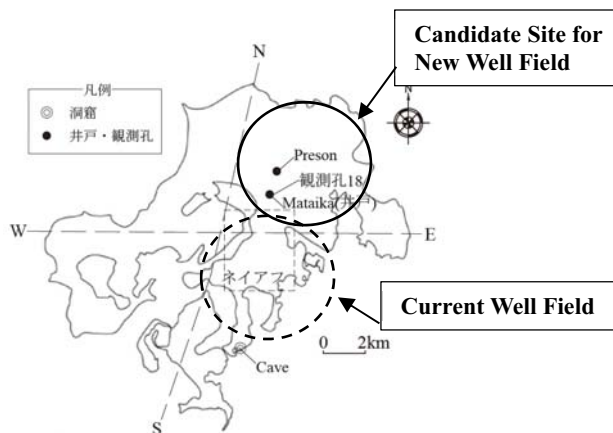 Candidate Site for
New Well Field
N
凡例
洞窟
井戸・観測孔
N
Preson
観測孔18
Mataika 井戸
W
E
ネイアフ
Current Well Field
0 2km
Cave
S